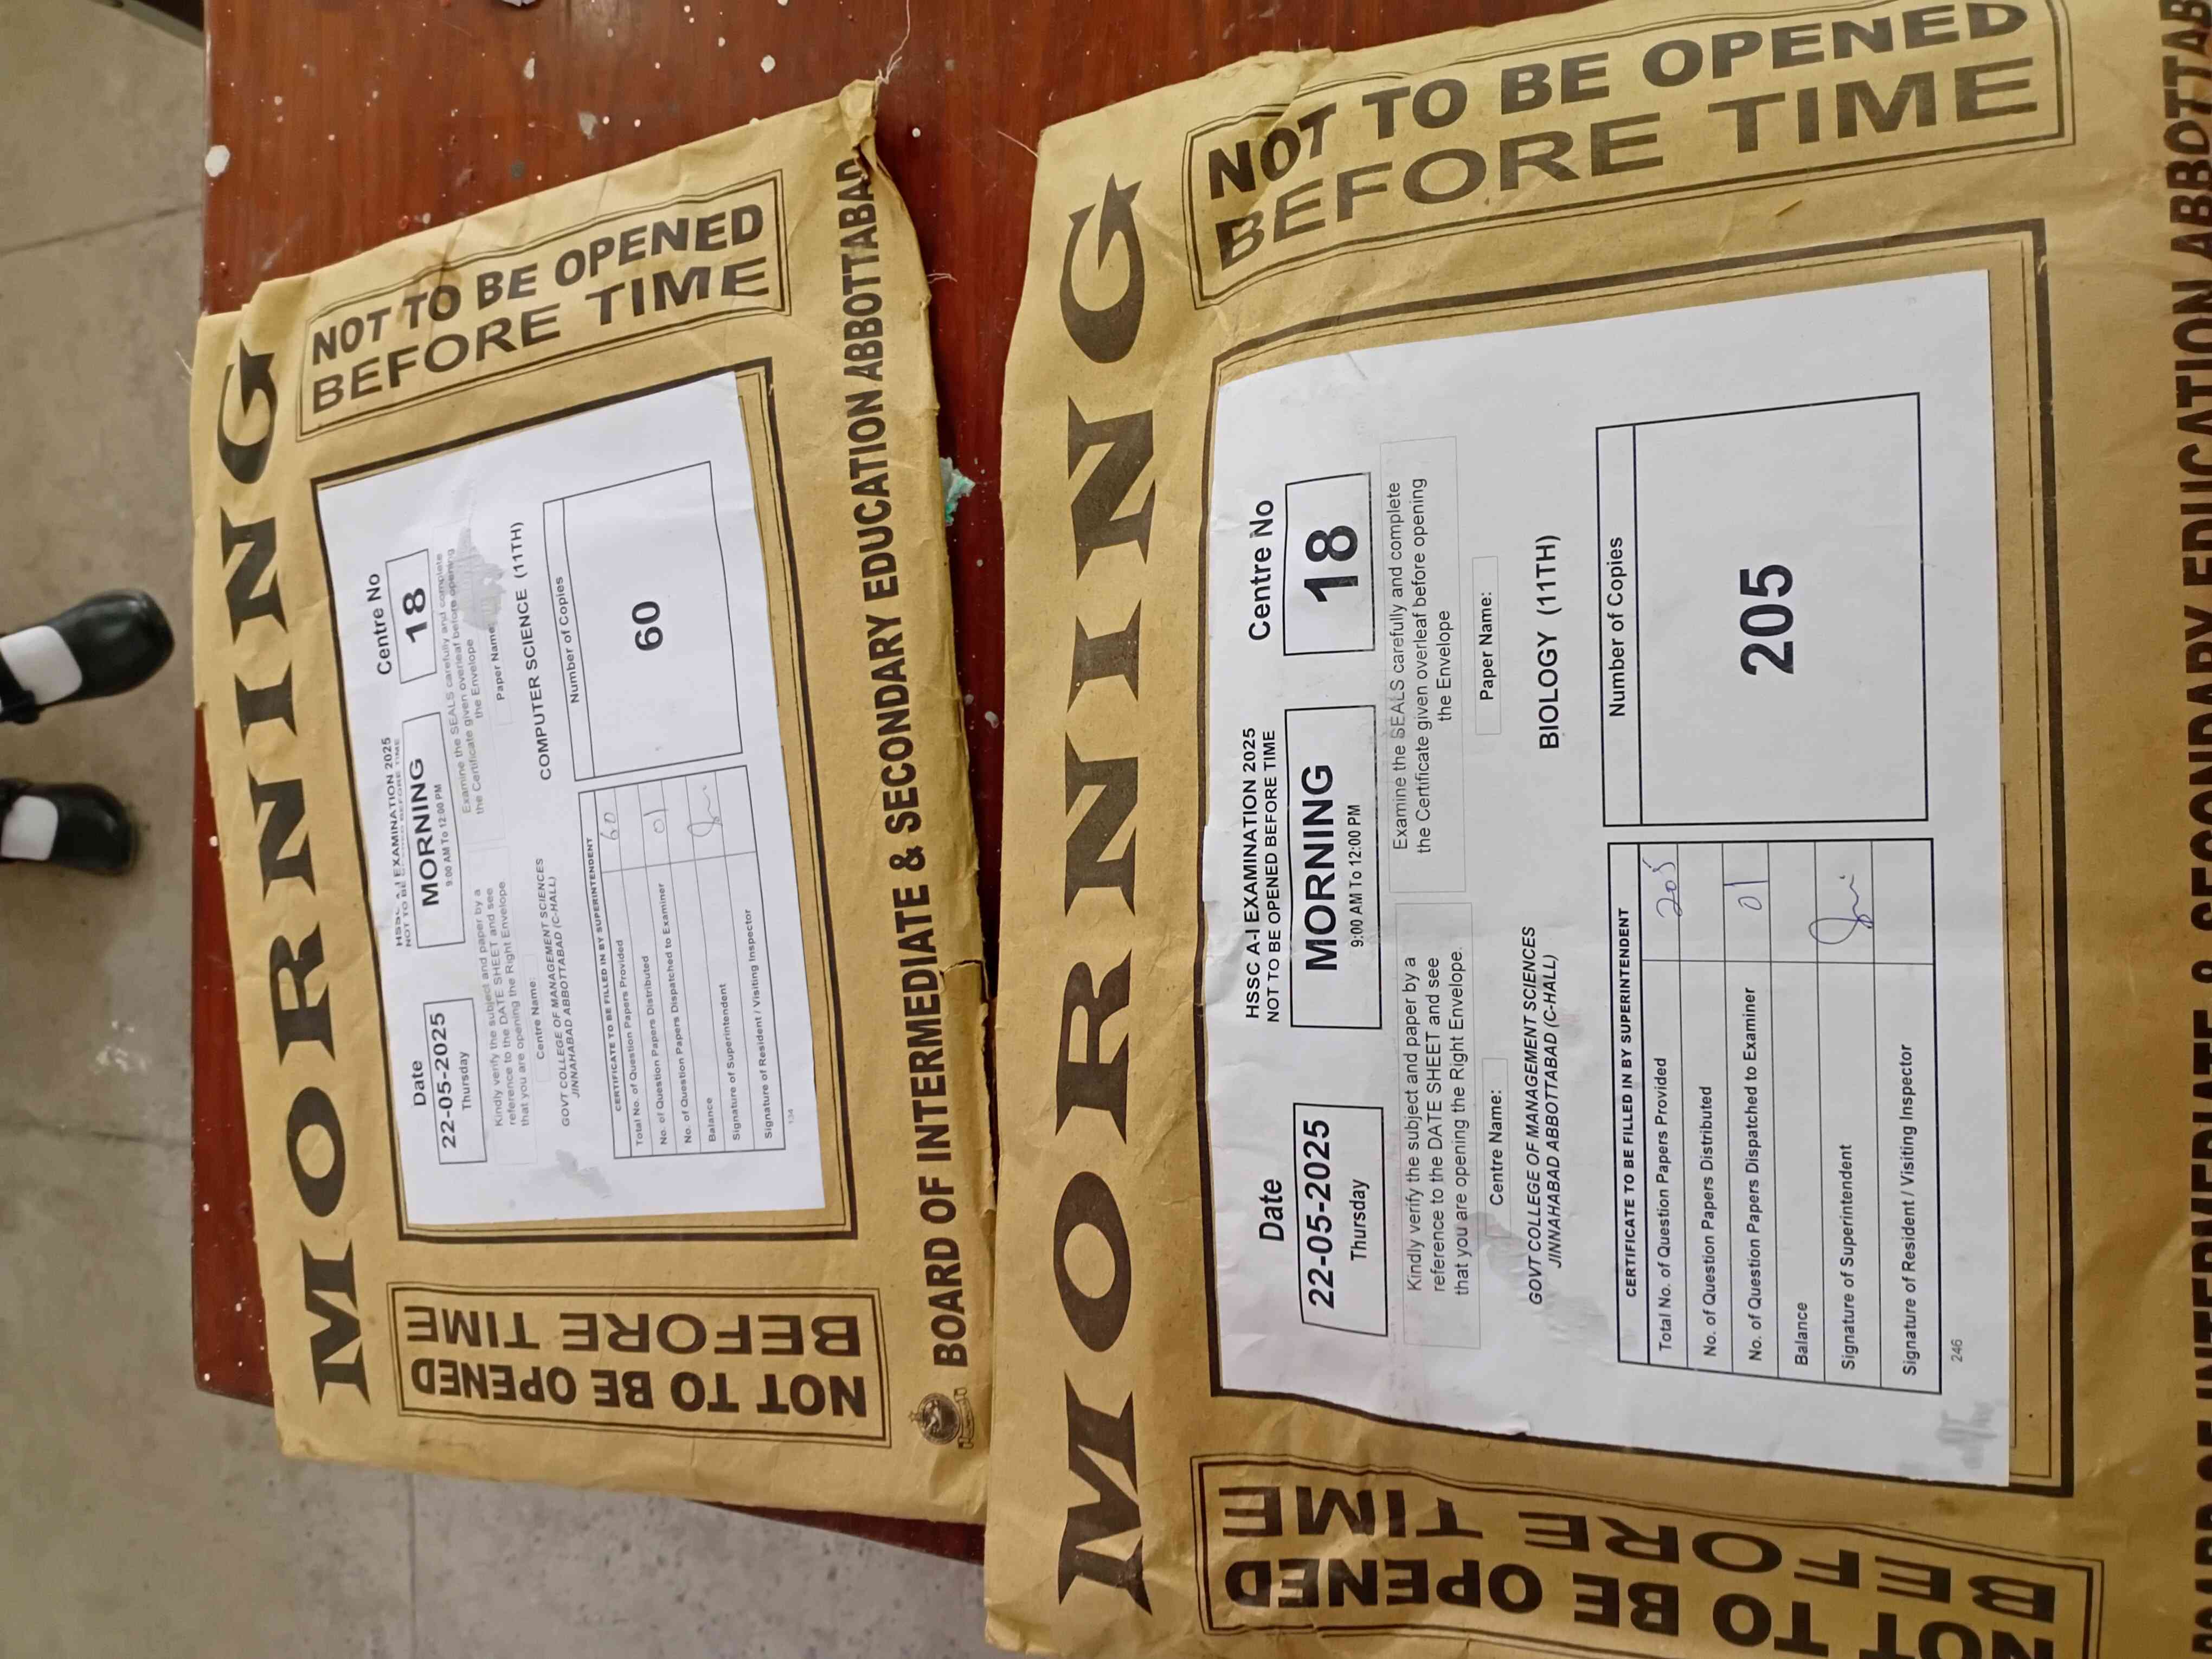 MORNING
NOT TO BE OPENED
BEFORE TIME
NOT TO BE OPENED
BEFORE TIME
Date
22-05-2025
Thursday
HSSC A-I EXAMINATION 2025
NOT TO BE OPENED BEFORE TIME
MORNING
9:00 AM To 12:00 PM
Centre No
18
Kindly verify the subject and paper by a
reference to the DATE SHEET and see
that you are opening the Right Envelope.
Examine the SEALS carefully and complete
the Certificate given overleaf before opening
the Envelope
Centre Name:
GOVT COLLEGE OF MANAGEMENT SCIENCES
JINNAHABAD ABBOTTABAD (C-HALL)
Paper Name:
COMPUTER SCIENCE (11TH)
CERTIFICATE TO BE FILLED IN BY SUPERINTENDENT
Total No. of Question Papers Provided 60
No. of Question Papers Distributed
No. of Question Papers Dispatched to Examiner 01
Balance
Signature of Superintendent
Signature of Resident / Visiting Inspector
134
Number of Copies
60
BOARD OF INTERMEDIATE & SECONDARY EDUCATION ABBOTTABAD
MORNING
NOT TO BE OPENED
BEFORE TIME
NOT TO BE OPENED
BEFORE TIME
Date
22-05-2025
Thursday
HSSC A-I EXAMINATION 2025
NOT TO BE OPENED BEFORE TIME
MORNING
9:00 AM To 12:00 PM
Centre No
18
Kindly verify the subject and paper by a
reference to the DATE SHEET and see
that you are opening the Right Envelope.
Examine the SEALS carefully and complete
the Certificate given overleaf before opening
the Envelope
Centre Name:
GOVT COLLEGE OF MANAGEMENT SCIENCES
JINNAHABAD ABBOTTABAD (C-HALL)
Paper Name:
BIOLOGY (11TH)
CERTIFICATE TO BE FILLED IN BY SUPERINTENDENT
Total No. of Question Papers Provided 205
No. of Question Papers Distributed
No. of Question Papers Dispatched to Examiner 01
Balance
Signature of Superintendent
Signature of Resident / Visiting Inspector
246
Number of Copies
205
BOARD OF INTERMEDIATE & SECONDARY EDUCATION ABBOTTAB